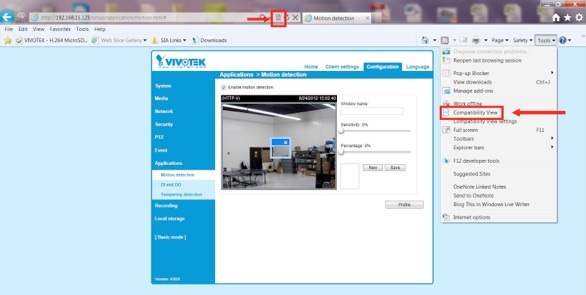 http://192.168.15.123/setup/application/motion.html#
Motion detection
File Edit View Favorites Tools Help
VIVOTEK - H.264 MicroSD... Web Slice Gallery SIA Links Downloads
Page Safety Tools
VIVOTEK
Home Client settings Configuration Language
Applications > Motion detection
System
Media
Network
Security
PTZ
Event
Applications
Motion detection
DI and DO
Tampering detection
Recording
Local storage
[ Basic mode ]
Enable motion detection
(HTTP-V) 8/24/2012 15:02:40
Window name
Sensitivity: 0%
Percentage: 0%
New Save
Profile
Diagnose connection problems...
Reopen last browsing session
Pop-up Blocker
View downloads Ctrl+J
Manage add-ons
Work offline
Compatibility View
Compatibility View settings
Full screen F11
Toolbars
Explorer bars
F12 developer tools
Suggested Sites
OneNote Linked Notes
Send to OneNote
Blog This in Windows Live Writer
Internet options